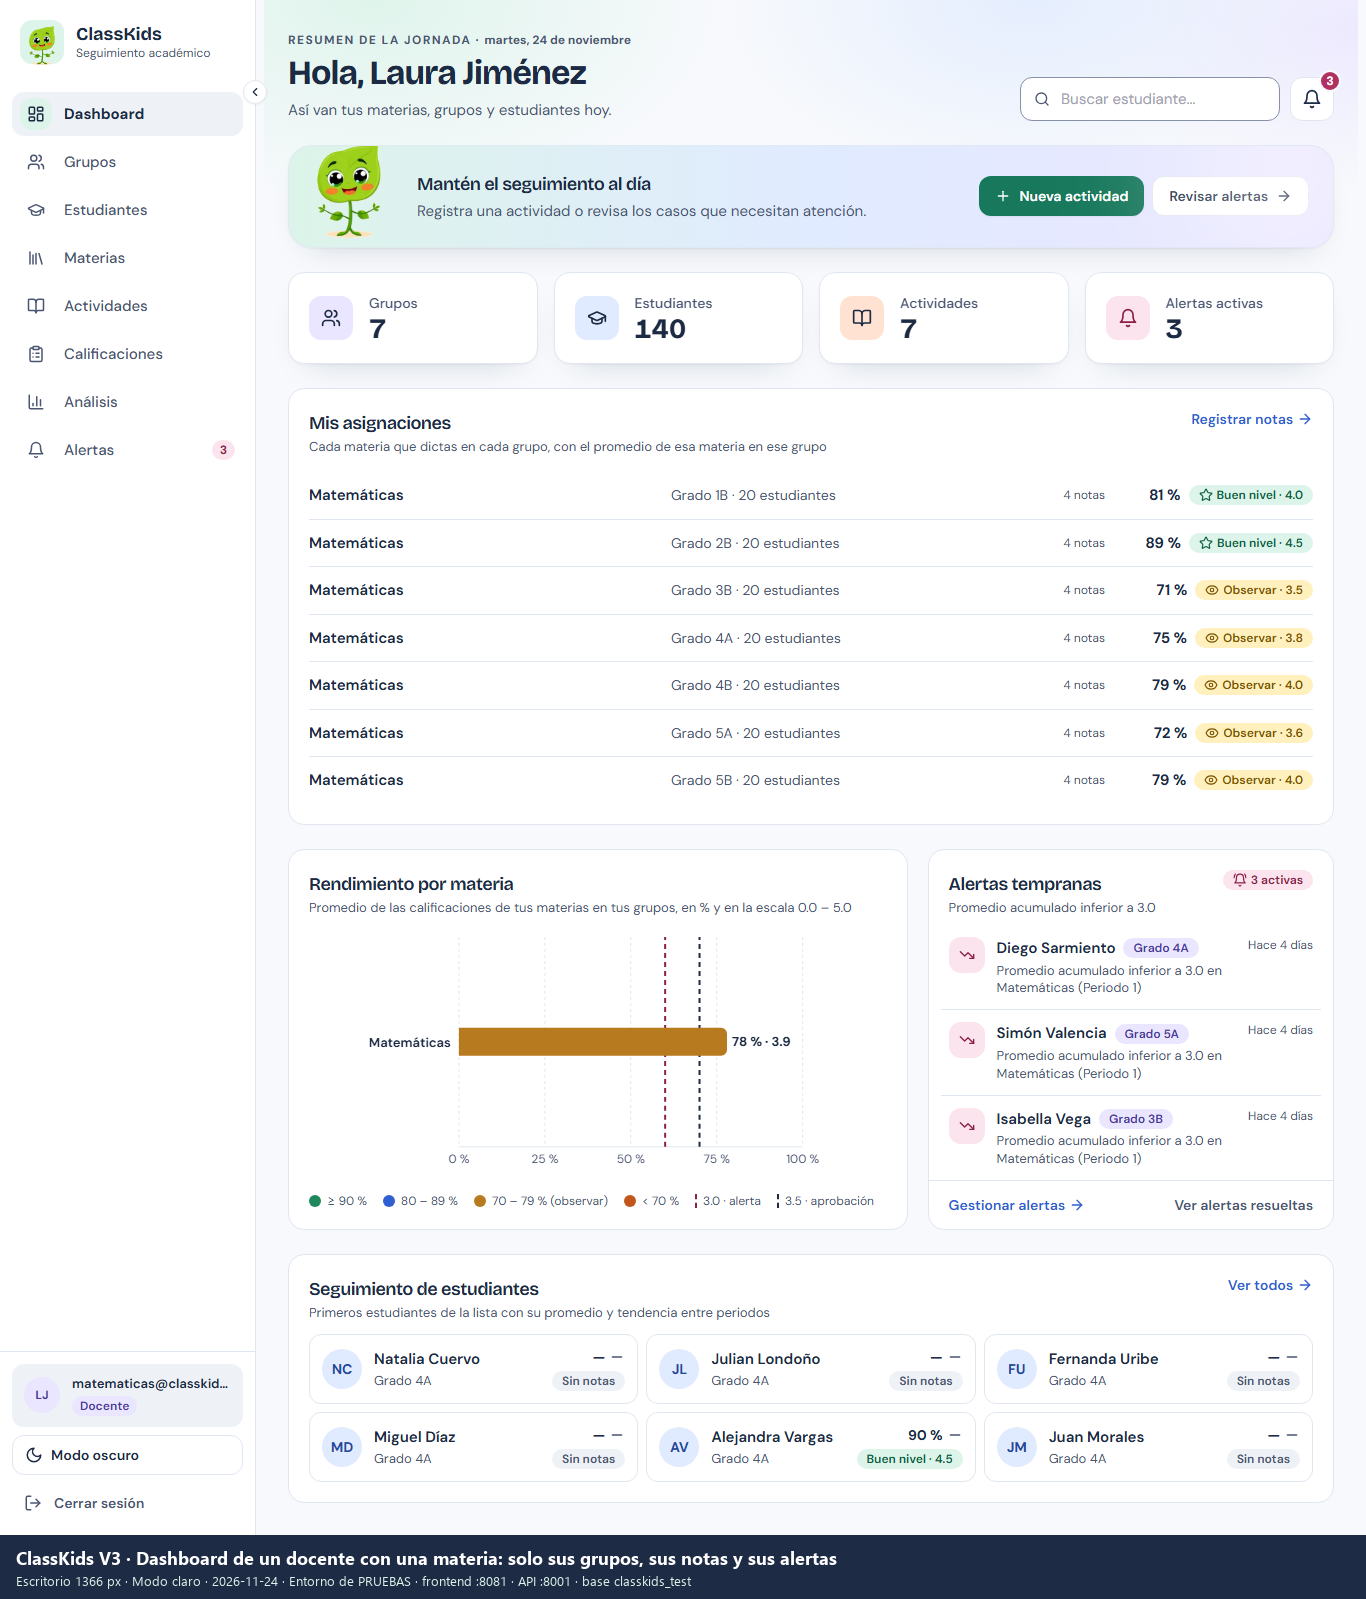 ClassKids
Seguimiento académico
Dashboard
Grupos
Estudiantes
Materias
Actividades
Calificaciones
Análisis
Alertas 3
LJ matematicas@classkid...
Docente
Modo oscuro
Cerrar sesión
RESUMEN DE LA JORNADA · martes, 24 de noviembre
Hola, Laura Jiménez
Así van tus materias, grupos y estudiantes hoy.
Buscar estudiante...
3
Mantén el seguimiento al día
Registra una actividad o revisa los casos que necesitan atención.
Nueva actividad
Revisar alertas
Grupos
7
Estudiantes
140
Actividades
7
Alertas activas
3
Mis asignaciones
Registrar notas
Cada materia que dictas en cada grupo, con el promedio de esa materia en ese grupo
Matemáticas Grado 1B · 20 estudiantes 4 notas 81 % Buen nivel · 4.0
Matemáticas Grado 2B · 20 estudiantes 4 notas 89 % Buen nivel · 4.5
Matemáticas Grado 3B · 20 estudiantes 4 notas 71 % Observar · 3.5
Matemáticas Grado 4A · 20 estudiantes 4 notas 75 % Observar · 3.8
Matemáticas Grado 4B · 20 estudiantes 4 notas 79 % Observar · 4.0
Matemáticas Grado 5A · 20 estudiantes 4 notas 72 % Observar · 3.6
Matemáticas Grado 5B · 20 estudiantes 4 notas 79 % Observar · 4.0
Rendimiento por materia
Promedio de las calificaciones de tus materias en tus grupos, en % y en la escala 0.0 – 5.0
Matemáticas 78 % · 3.9
0 % 25 % 50 % 75 % 100 %
≥ 90 % 80 – 89 % 70 – 79 % (observar) < 70 % 3.0 · alerta 3.5 · aprobación
Alertas tempranas
3 activas
Promedio acumulado inferior a 3.0
Diego Sarmiento Grado 4A Hace 4 días
Promedio acumulado inferior a 3.0 en
Matemáticas (Periodo 1)
Simón Valencia Grado 5A Hace 4 días
Promedio acumulado inferior a 3.0 en
Matemáticas (Periodo 1)
Isabella Vega Grado 3B Hace 4 días
Promedio acumulado inferior a 3.0 en
Matemáticas (Periodo 1)
Gestionar alertas
Ver alertas resueltas
Seguimiento de estudiantes
Ver todos
Primeros estudiantes de la lista con su promedio y tendencia entre periodos
NC Natalia Cuervo —
Grado 4A Sin notas
JL Julian Londoño —
Grado 4A Sin notas
FU Fernanda Uribe —
Grado 4A Sin notas
MD Miguel Díaz —
Grado 4A Sin notas
AV Alejandra Vargas 90 %
Grado 4A Buen nivel · 4.5
JM Juan Morales —
Grado 4A Sin notas
ClassKids V3 · Dashboard de un docente con una materia: solo sus grupos, sus notas y sus alertas
Escritorio 1366 px · Modo claro · 2026-11-24 · Entorno de PRUEBAS · frontend :8081 · API :8001 · base classkids_test